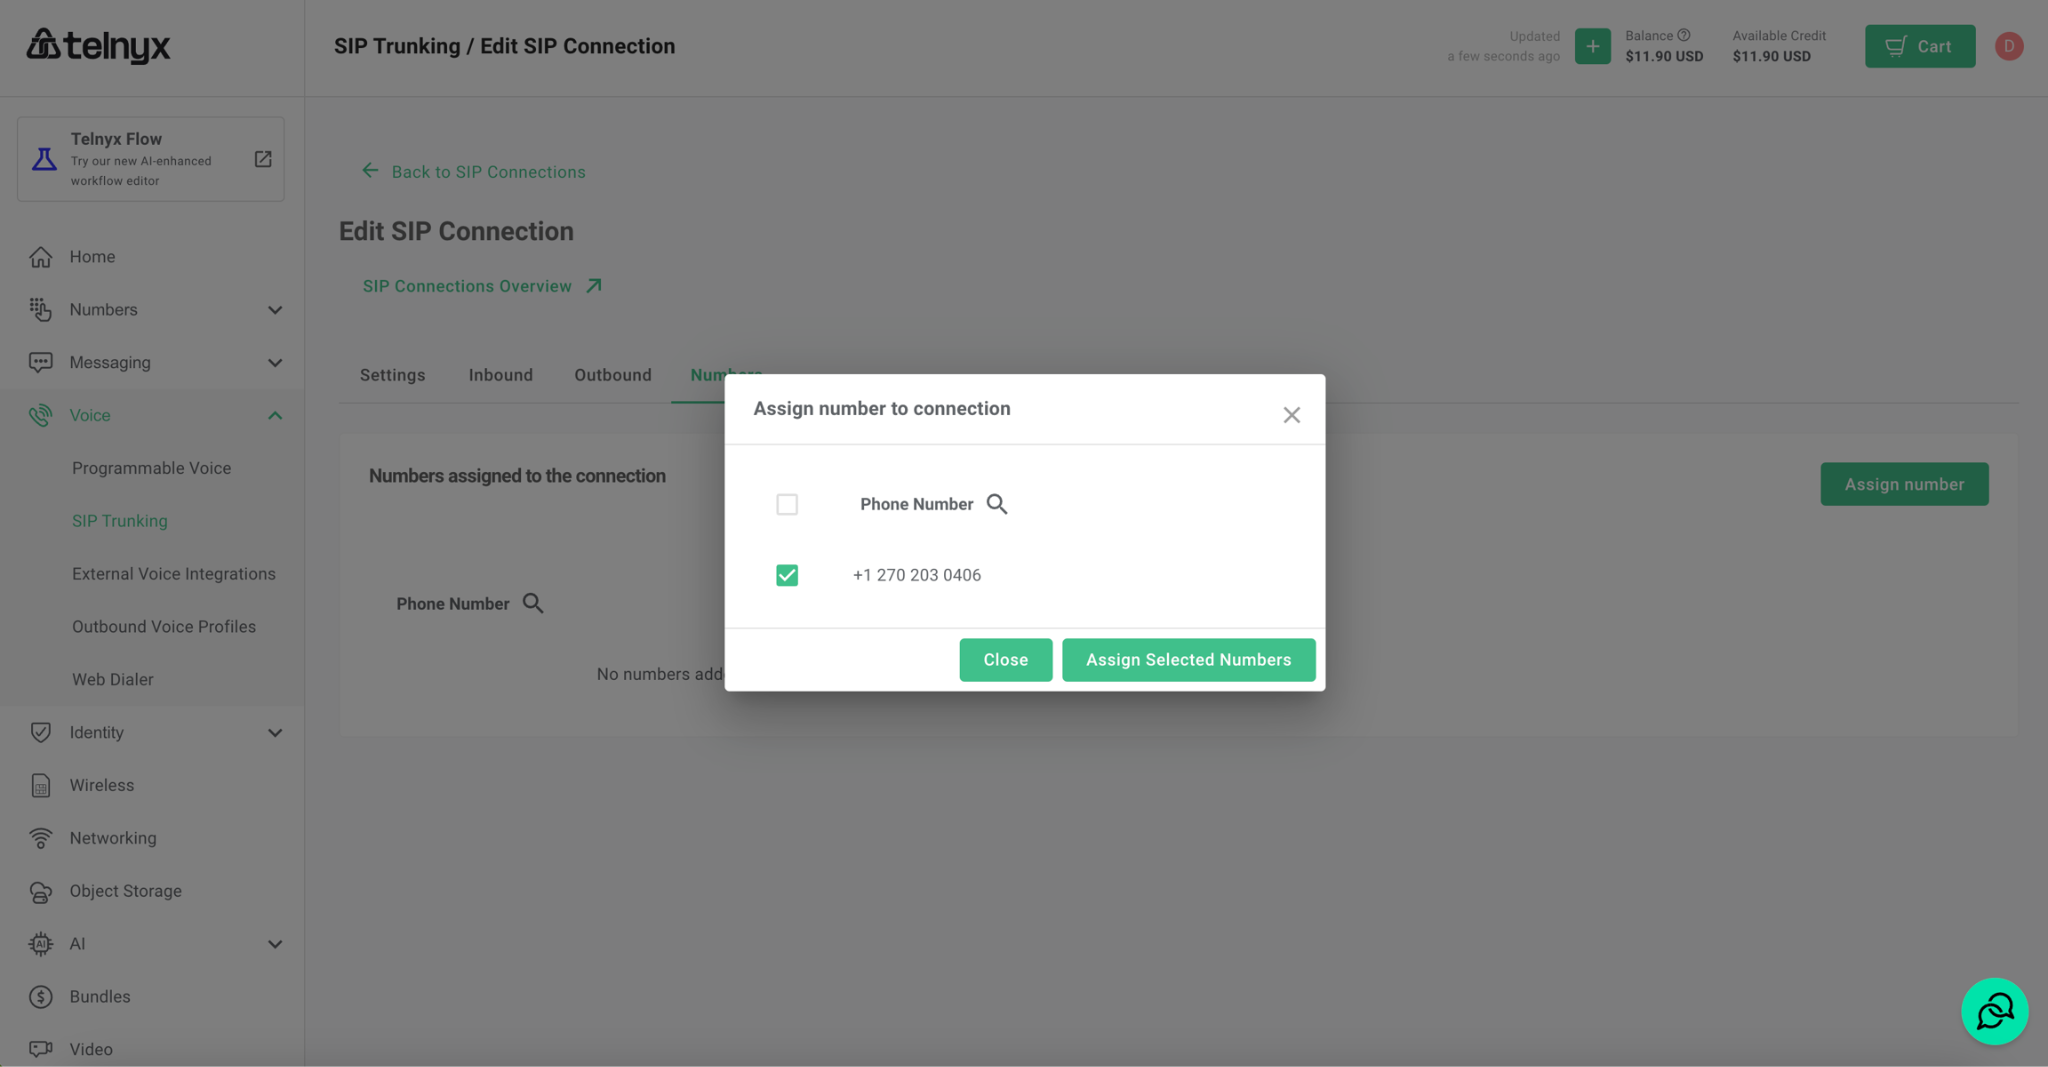 telnyx
SIP Trunking / Edit SIP Connection
Updated
a few seconds ago
Balance
$11.90 USD
Available Credit
$11.90 USD
Cart
D
Telnyx Flow
Try our new AI-enhanced
workflow editor
Home
Numbers
Messaging
Voice
Programmable Voice
SIP Trunking
External Voice Integrations
Outbound Voice Profiles
Web Dialer
Identity
Wireless
Networking
Object Storage
AI
Bundles
Video
Back to SIP Connections
Edit SIP Connection
SIP Connections Overview
Settings
Inbound
Outbound
Numbers
Numbers assigned to the connection
Assign number
Phone Number
No numbers adde
Assign number to connection
Phone Number
+1 270 203 0406
Close
Assign Selected Numbers